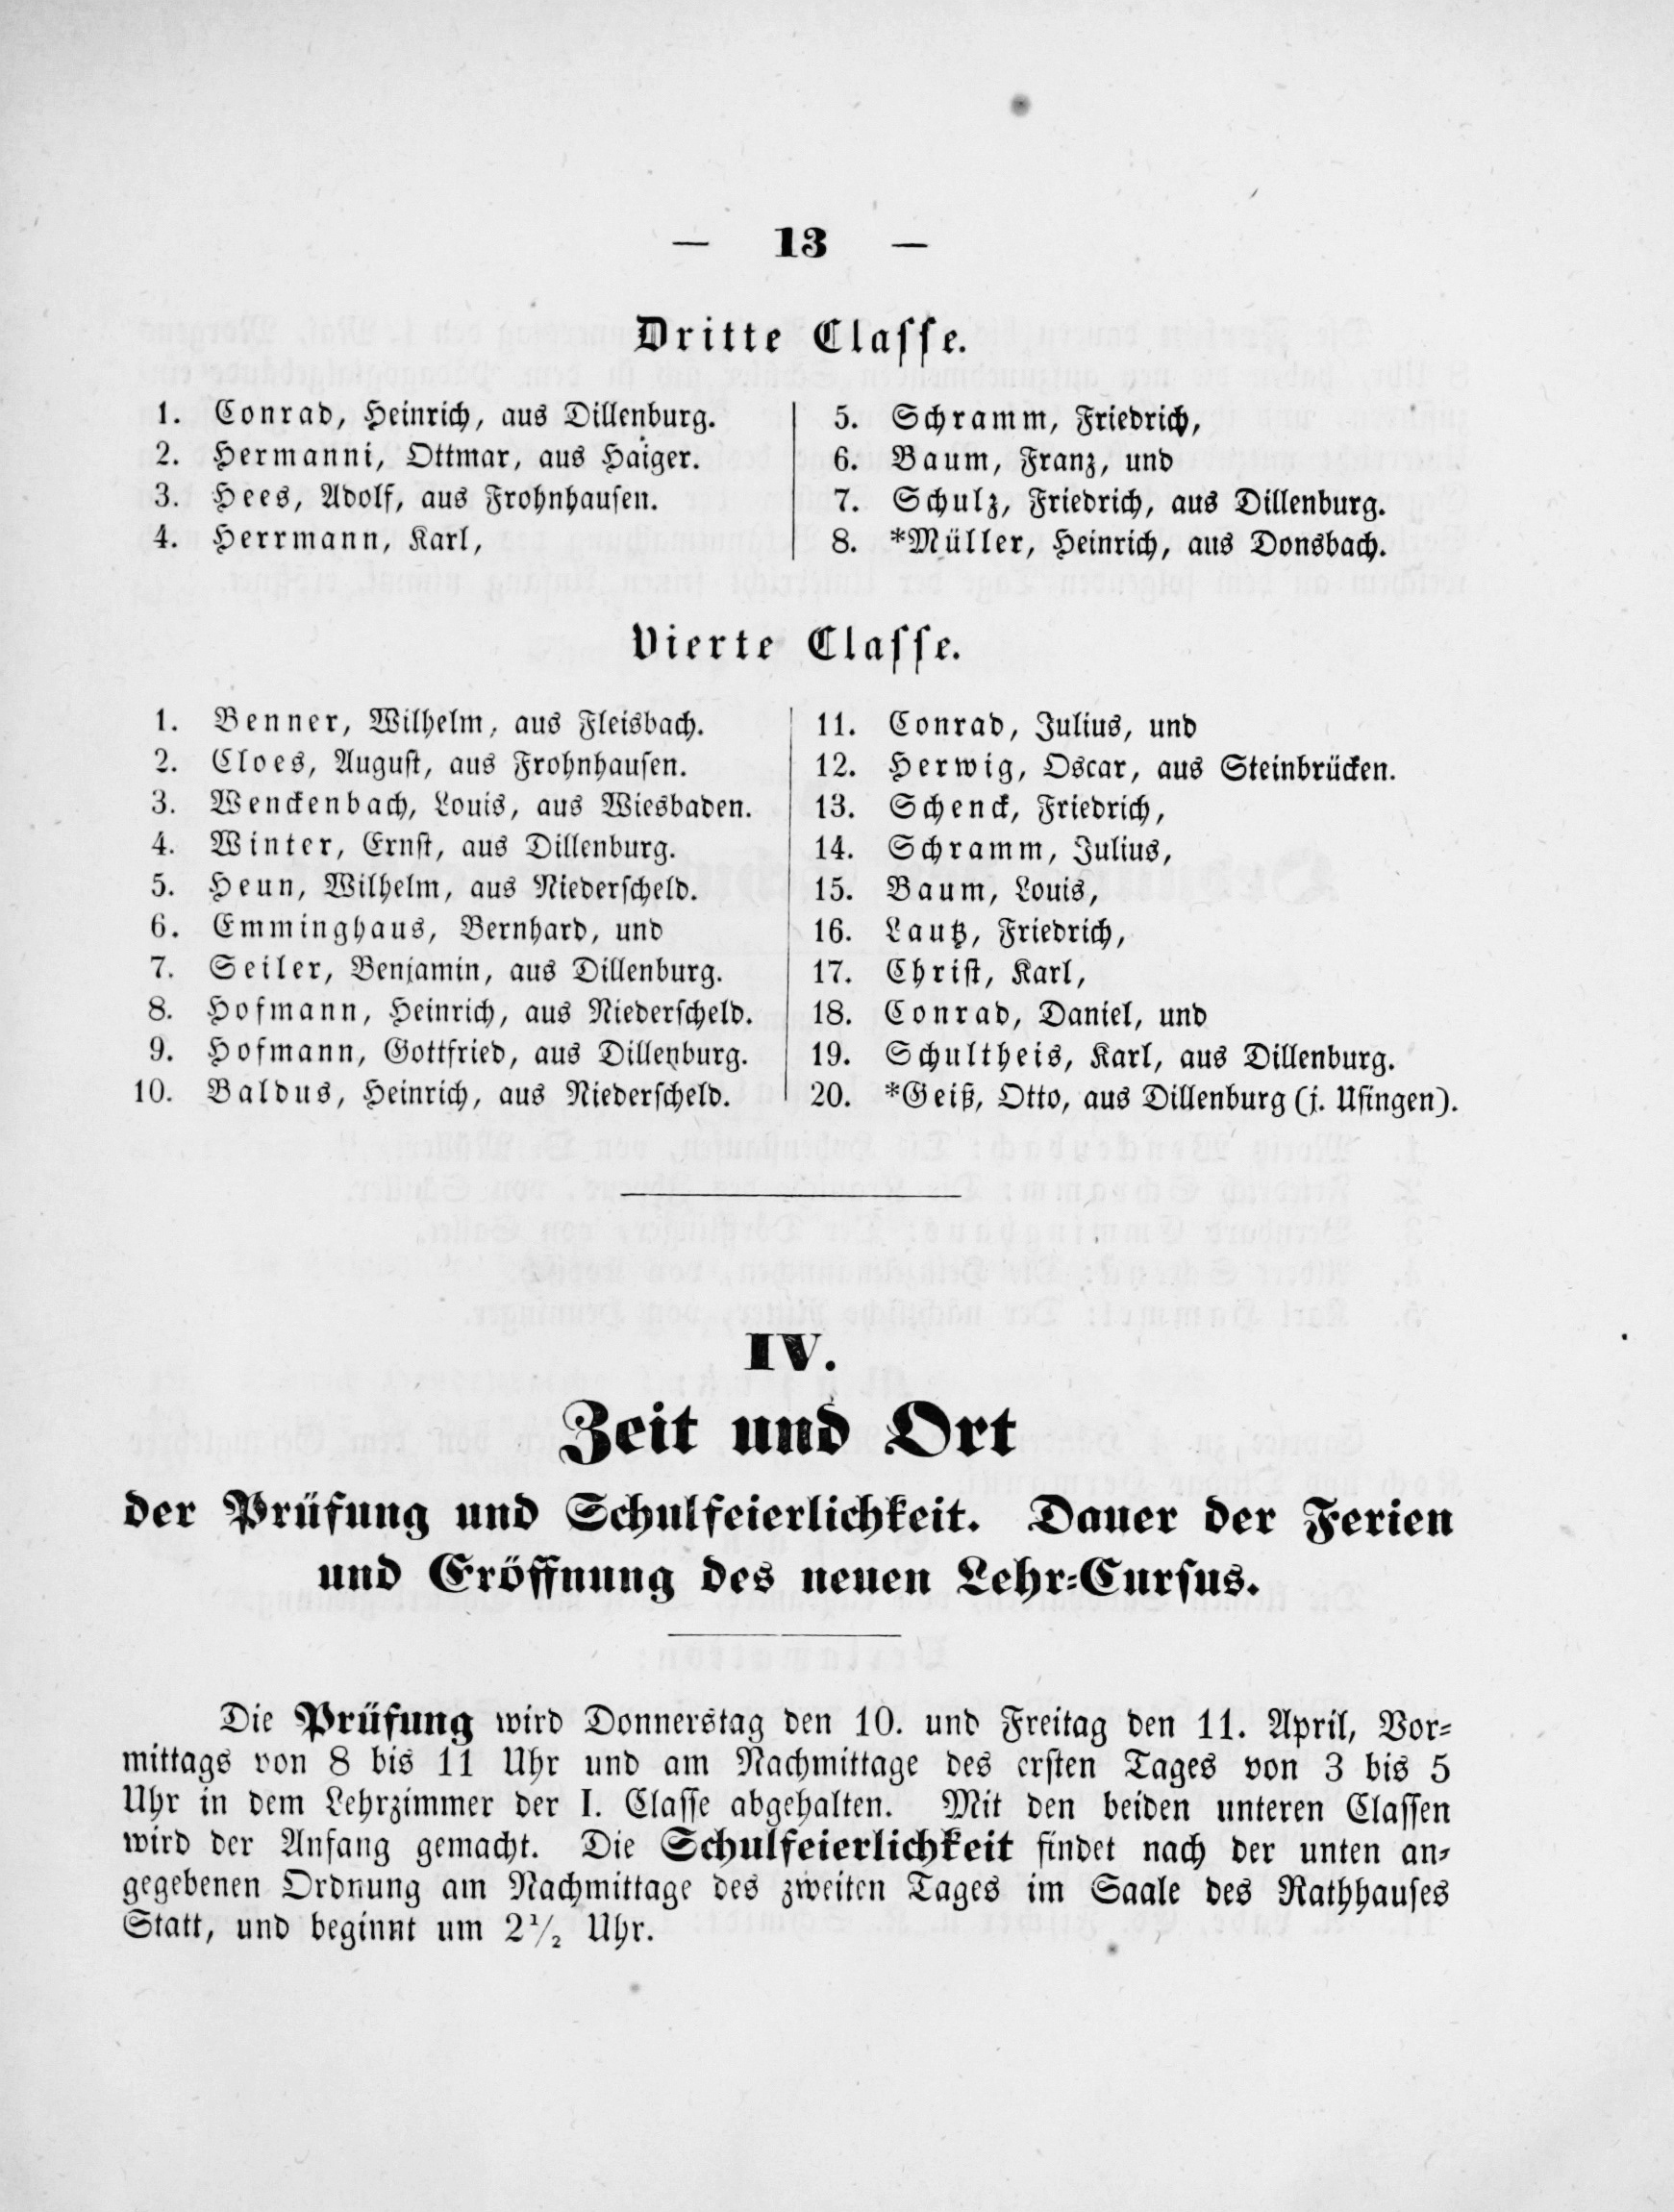 — 13 —
Dritte Classe.
1. Conrad, Heinrich, aus Dillenburg.
2. Hermanni, Ottmar, aus Haiger.
3. Hees, Adolf, aus Frohnhausen.
4. Herrmann, Karl,
5. Schramm, Friedrich,
6. Baum, Franz, und
7. Schulz, Friedrich, aus Dillenburg.
8. *Müller, Heinrich, aus Donsbach.
Vierte Classe.
1. Benner, Wilhelm, aus Fleisbach.
2. Cloes, August, aus Frohnhausen.
3. Wenckenbach, Louis, aus Wiesbaden.
4. Winter, Ernst, aus Dillenburg.
5. Heun, Wilhelm, aus Niederscheld.
6. Emminghaus, Bernhard, und
7. Seiler, Benjamin, aus Dillenburg.
8. Hofmann, Heinrich, aus Niederscheld.
9. Hofmann, Gottfried, aus Dillenburg.
10. Baldus, Heinrich, aus Niederscheld.
11. Conrad, Julius, und
12. Herwig, Oscar, aus Steinbrücken.
13. Schenck, Friedrich,
14. Schramm, Julius,
15. Baum, Louis,
16. Lautz, Friedrich,
17. Christ, Karl,
18. Conrad, Daniel, und
19. Schultheis, Karl, aus Dillenburg.
20. *Geiß, Otto, aus Dillenburg (j. Usingen).
IV.
Zeit und Ort
der Prüfung und Schulfeierlichkeit. Dauer der Ferien
und Eröffnung des neuen Lehr-Cursus.
Die Prüfung wird Donnerstag den 10. und Freitag den 11. April, Vor-
mittags von 8 bis 11 Uhr und am Nachmittage des ersten Tages von 3 bis 5
Uhr in dem Lehrzimmer der I. Classe abgehalten. Mit den beiden unteren Classen
wird der Anfang gemacht. Die Schulfeierlichkeit findet nach der unten an-
gegebenen Ordnung am Nachmittage des zweiten Tages im Saale des Rathhauses
Statt, und beginnt um 2½ Uhr.